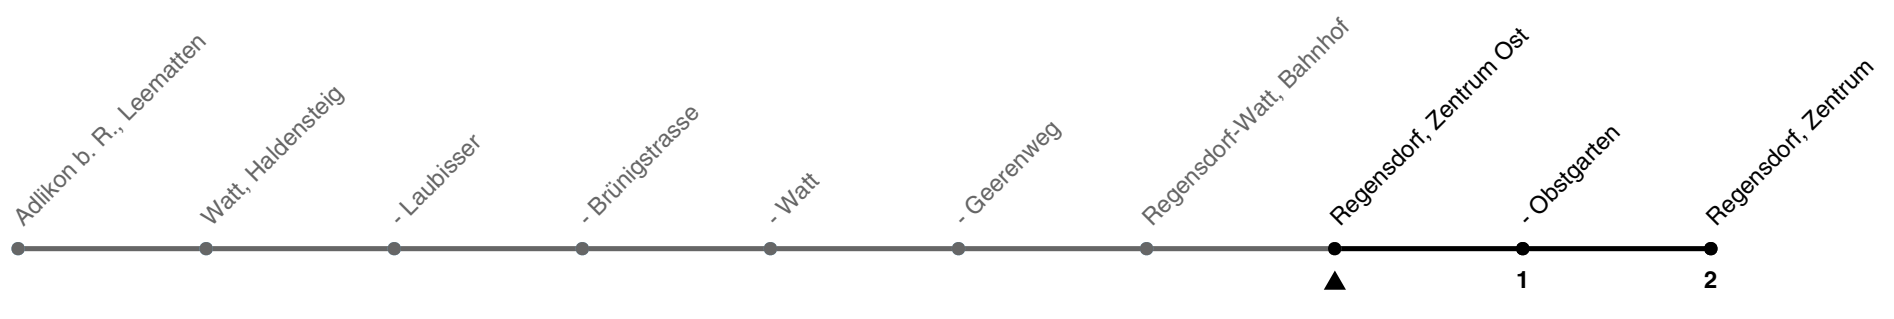 Adlikon b. R., Leematten
Watt, Haldensteig
- Laubisser
- Brünigstrasse
- Watt
- Geerenweg
Regensdorf-Watt, Bahnhof
Regensdorf, Zentrum Ost
- Obstgarten
Regensdorf, Zentrum
1
2